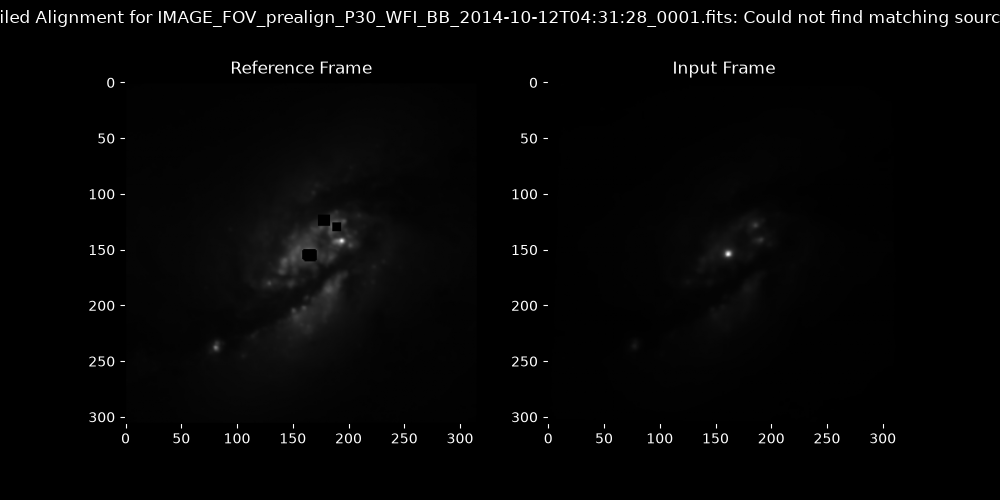 iled Alignment for IMAGE_FOV_prealign_P30_WFI_BB_2014-10-12T04:31:28_0001.fits: Could not find matching sourc
Reference Frame
Input Frame
0
50
100
150
200
250
300
0 50 100 150 200 250 300
0
50
100
150
200
250
300
0 50 100 150 200 250 300